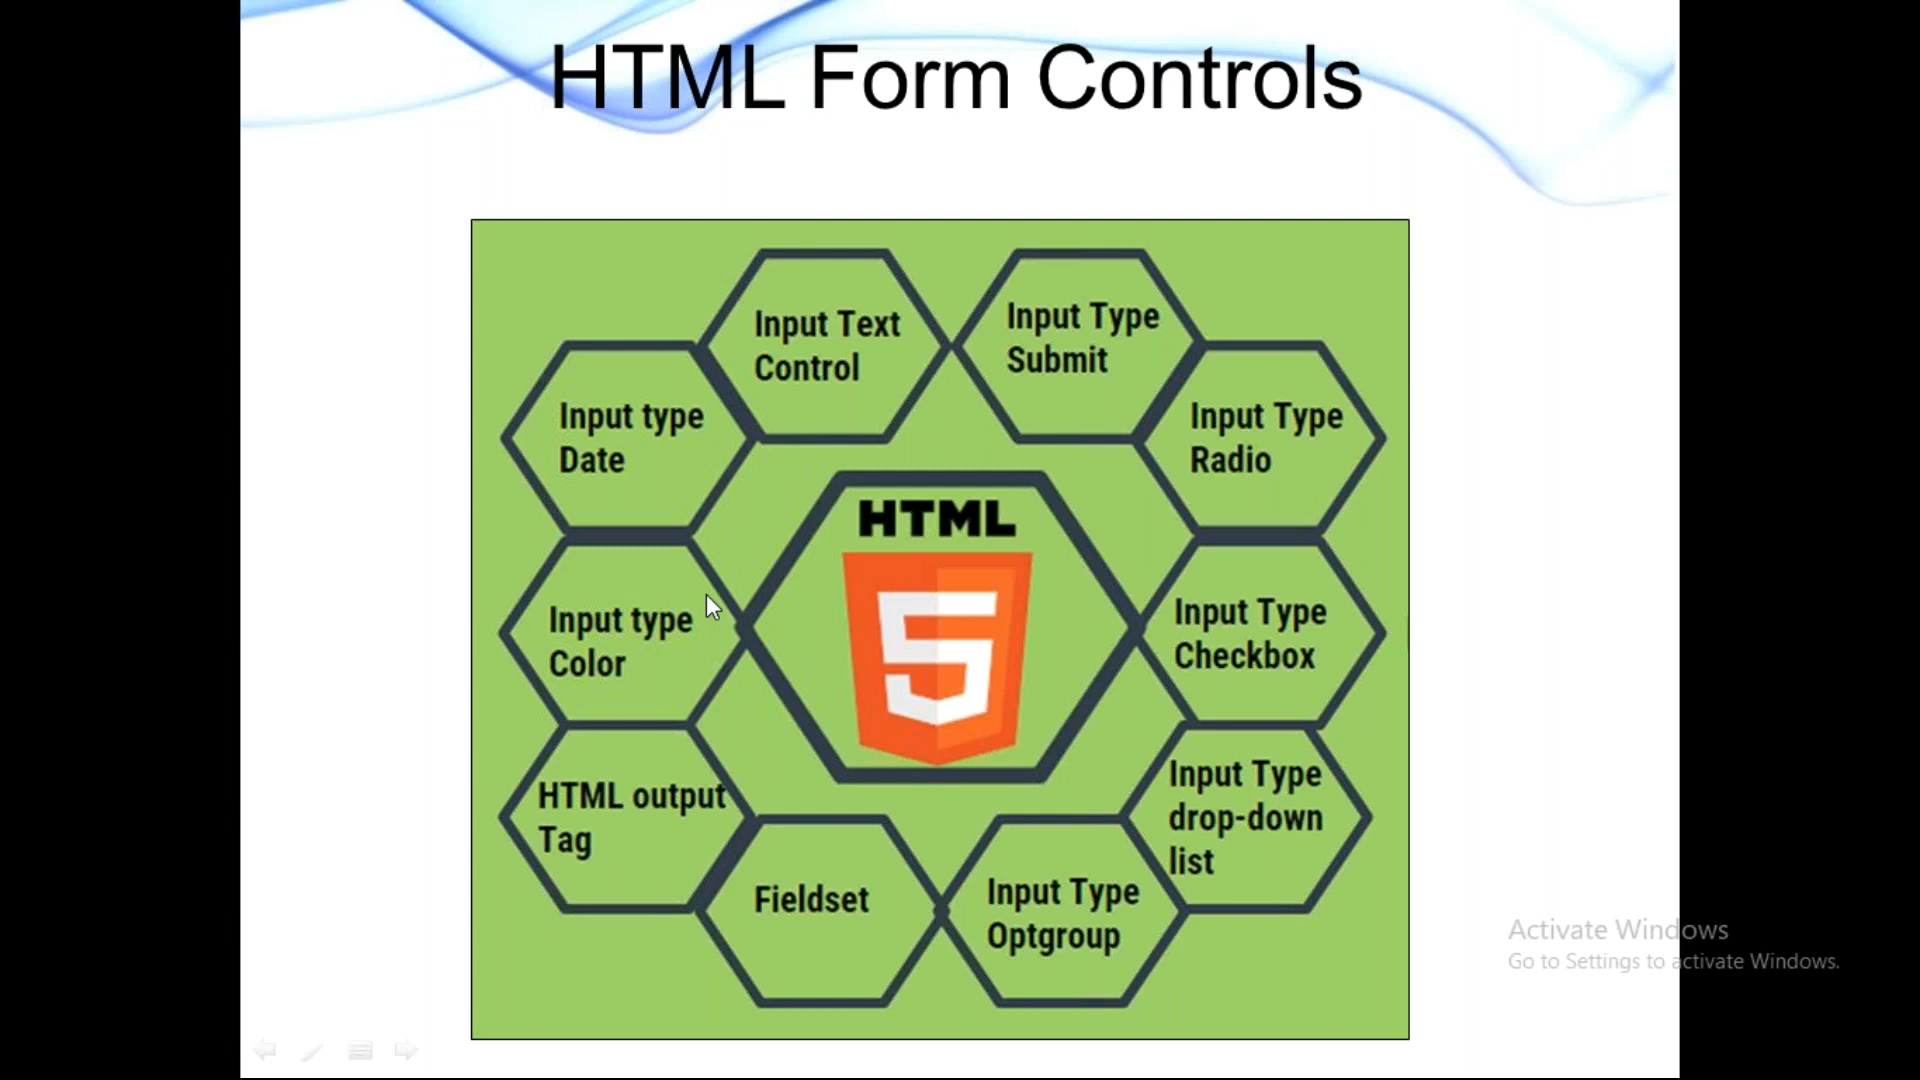 HTML Form Controls
Input Text
Control
Input Type
Submit
Input type
Date
Input Type
Radio
HTML
5
Input type
Color
Input Type
Checkbox
HTML output
Tag
Input Type
drop-down
list
Fieldset
Input Type
Optgroup
Activate Windows
Go to Settings to activate Windows.